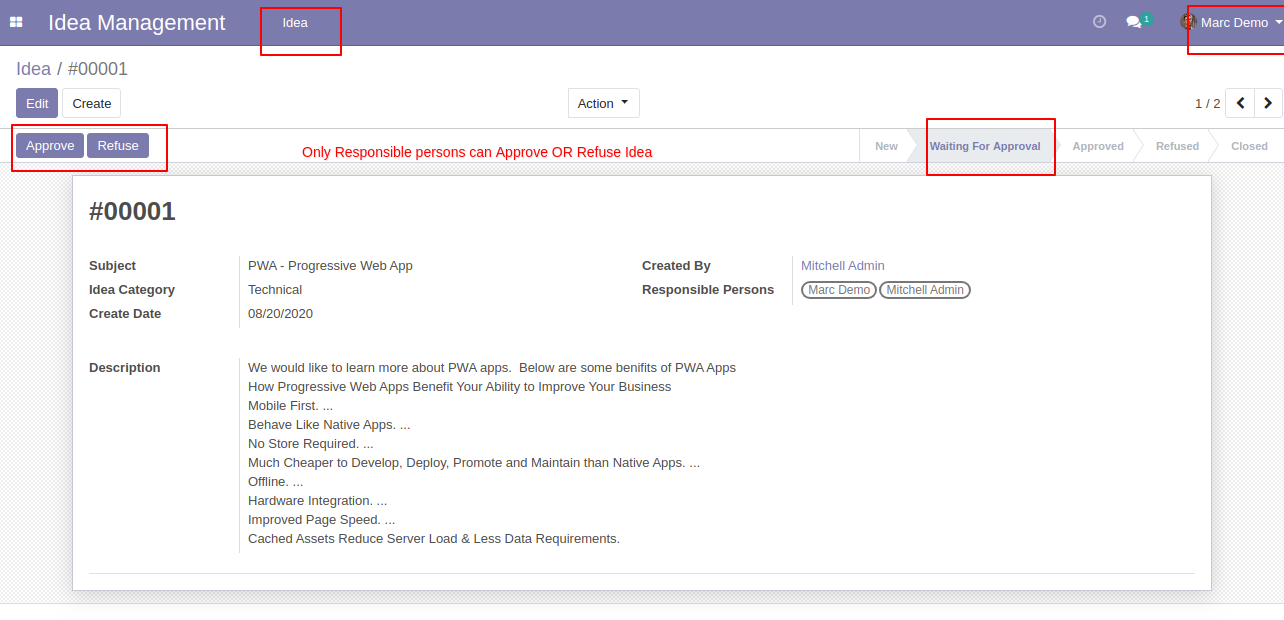 Idea Management
Idea
1
Marc Demo
Idea / #00001
Edit
Create
Action
1 / 2
Approve
Refuse
Only Responsible persons can Approve OR Refuse Idea
New
Waiting For Approval
Approved
Refused
Closed
#00001
Subject
PWA - Progressive Web App
Created By
Mitchell Admin
Idea Category
Technical
Responsible Persons
Marc Demo
Mitchell Admin
Create Date
08/20/2020
Description
We would like to learn more about PWA apps.  Below are some benifits of PWA Apps
How Progressive Web Apps Benefit Your Ability to Improve Your Business
Mobile First. ...
Behave Like Native Apps. ...
No Store Required. ...
Much Cheaper to Develop, Deploy, Promote and Maintain than Native Apps. ...
Offline. ...
Hardware Integration. ...
Improved Page Speed. ...
Cached Assets Reduce Server Load & Less Data Requirements.